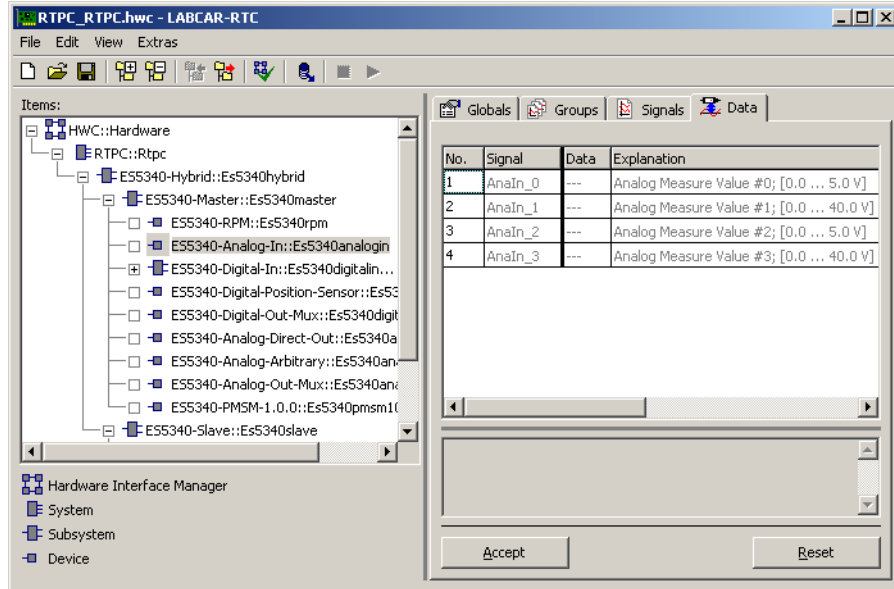 RTPC_RTPC.hwc - LABCAR-RTC
File Edit View Extras
Items:
HWC::Hardware
RTPC::Rtpc
ES5340-Hybrid::Es5340hybrid
ES5340-Master::Es5340master
ES5340-RPM::Es5340rpm
ES5340-Analog-In::Es5340analogin
ES5340-Digital-In::Es5340digitalin...
ES5340-Digital-Position-Sensor::Es53
ES5340-Digital-Out-Mux::Es5340digit
ES5340-Analog-Direct-Out::Es5340a
ES5340-Analog-Arbitrary::Es5340an
ES5340-Analog-Out-Mux::Es5340ana
ES5340-PMSM-1.0.0::Es5340pmsm10
ES5340-Slave::Es5340slave
Hardware Interface Manager
System
Subsystem
Device
Globals Groups Signals Data
No. Signal Data Explanation
1 AnaIn_0 --- Analog Measure Value #0; [0.0 ... 5.0 V]
2 AnaIn_1 --- Analog Measure Value #1; [0.0 ... 40.0 V]
3 AnaIn_2 --- Analog Measure Value #2; [0.0 ... 5.0 V]
4 AnaIn_3 --- Analog Measure Value #3; [0.0 ... 40.0 V]
Accept Reset